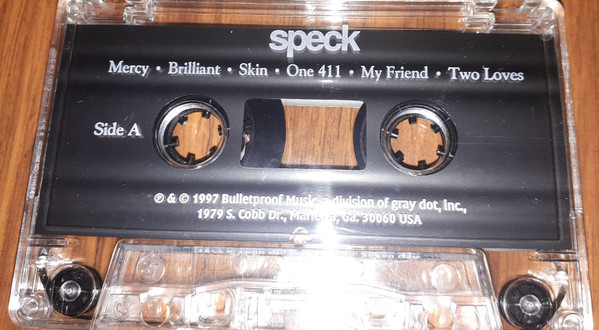 speck
Mercy • Brilliant • Skin • One 411 • My Friend • Two Loves
Side A
℗ & © 1997 Bulletproof Music, a division of gray dot, inc.,
1979 S. Cobb Dr., Marietta, Ga. 30060 USA